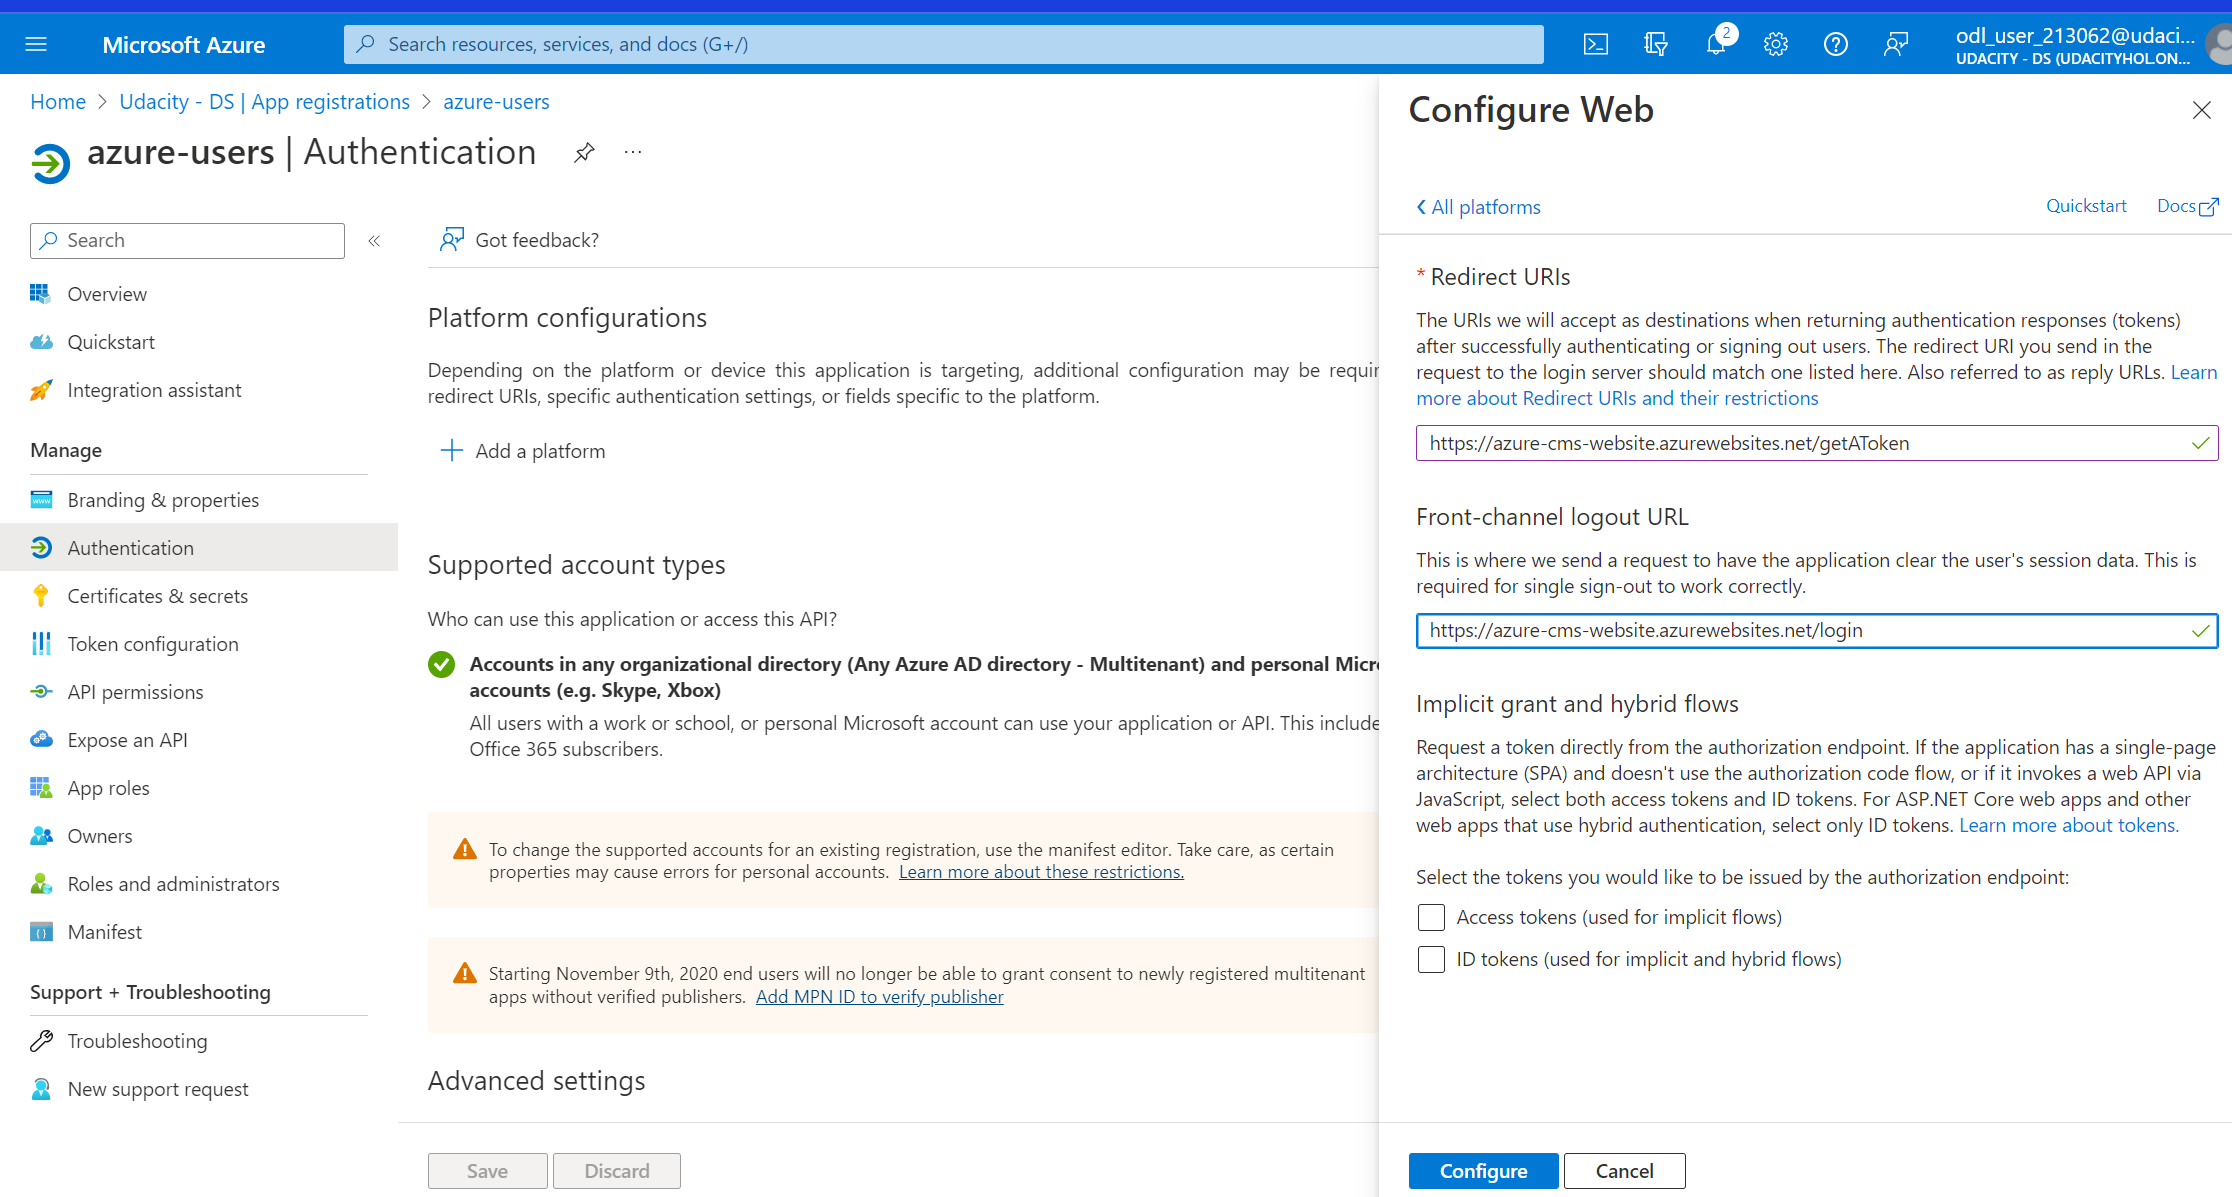 Microsoft Azure
Search resources, services, and docs (G+/)
2
odl_user_213062@udaci...
UDACITY - DS (UDACITYHOL.ON...
Home > Udacity - DS | App registrations > azure-users
azure-users | Authentication
...
Search
«
Overview
Quickstart
Integration assistant
Manage
Branding & properties
Authentication
Certificates & secrets
Token configuration
API permissions
Expose an API
App roles
Owners
Roles and administrators
Manifest
Support + Troubleshooting
Troubleshooting
New support request
Got feedback?
Platform configurations
Depending on the platform or device this application is targeting, additional configuration may be requir
redirect URIs, specific authentication settings, or fields specific to the platform.
Add a platform
Supported account types
Who can use this application or access this API?
Accounts in any organizational directory (Any Azure AD directory - Multitenant) and personal Micr
accounts (e.g. Skype, Xbox)
All users with a work or school, or personal Microsoft account can use your application or API. This include
Office 365 subscribers.
To change the supported accounts for an existing registration, use the manifest editor. Take care, as certain
properties may cause errors for personal accounts. Learn more about these restrictions.
Starting November 9th, 2020 end users will no longer be able to grant consent to newly registered multitenant
apps without verified publishers. Add MPN ID to verify publisher
Advanced settings
Save
Discard
Configure Web
All platforms
Quickstart
Docs
* Redirect URIs
The URIs we will accept as destinations when returning authentication responses (tokens)
after successfully authenticating or signing out users. The redirect URI you send in the
request to the login server should match one listed here. Also referred to as reply URLs. Learn
more about Redirect URIs and their restrictions
https://azure-cms-website.azurewebsites.net/getAToken
Front-channel logout URL
This is where we send a request to have the application clear the user's session data. This is
required for single sign-out to work correctly.
https://azure-cms-website.azurewebsites.net/login
Implicit grant and hybrid flows
Request a token directly from the authorization endpoint. If the application has a single-page
architecture (SPA) and doesn't use the authorization code flow, or if it invokes a web API via
JavaScript, select both access tokens and ID tokens. For ASP.NET Core web apps and other
web apps that use hybrid authentication, select only ID tokens. Learn more about tokens.
Select the tokens you would like to be issued by the authorization endpoint:
Access tokens (used for implicit flows)
ID tokens (used for implicit and hybrid flows)
Configure
Cancel